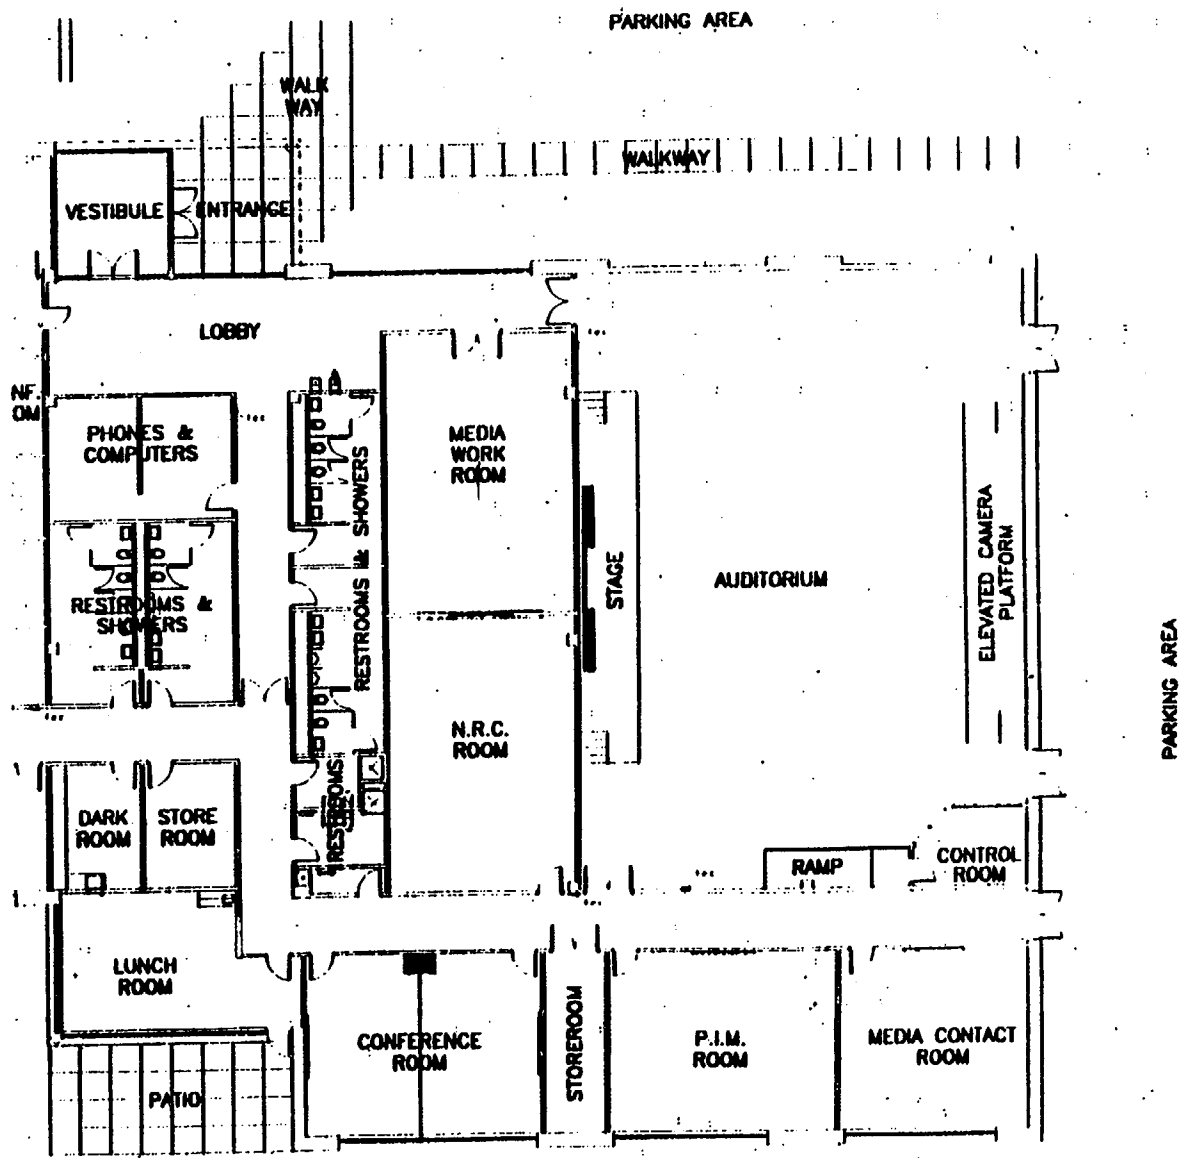 PARKING AREA
WALK
WAY
WALKWAY
VESTIBULE
ENTRANCE
LOBBY
NF
OM
PHONES &
COMPUTERS
MEDIA
WORK
ROOM
RESTROOMS & SHOWERS
STAGE
AUDITORIUM
ELEVATED CAMERA
PLATFORM
PARKING AREA
RESTROOMS &
SHOWERS
N.R.C.
ROOM
RESTROOMS
DARK
ROOM
STORE
ROOM
RAMP
CONTROL
ROOM
LUNCH
ROOM
CONFERENCE
ROOM
STOREROOM
P.I.M.
ROOM
MEDIA CONTACT
ROOM
PATIO